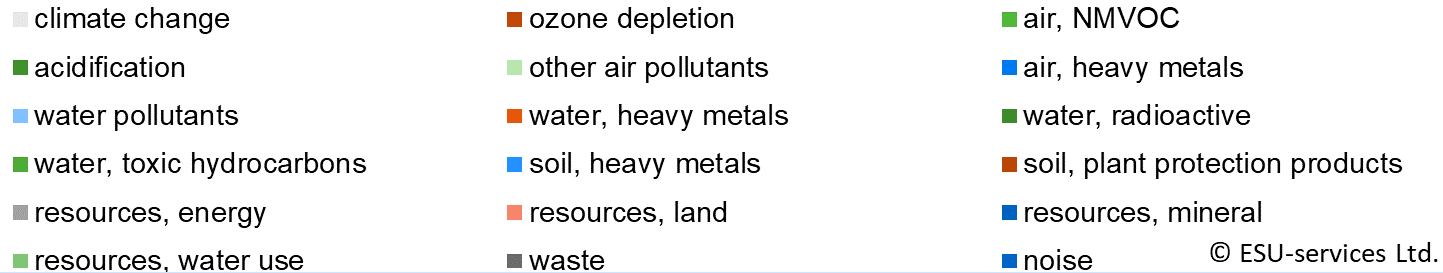 climate change ozone depletion air, NMVOC
acidification other air pollutants air, heavy metals
water pollutants water, heavy metals water, radioactive
water, toxic hydrocarbons soil, heavy metals soil, plant protection products
resources, energy resources, land resources, mineral
resources, water use waste noise © ESU-services Ltd.